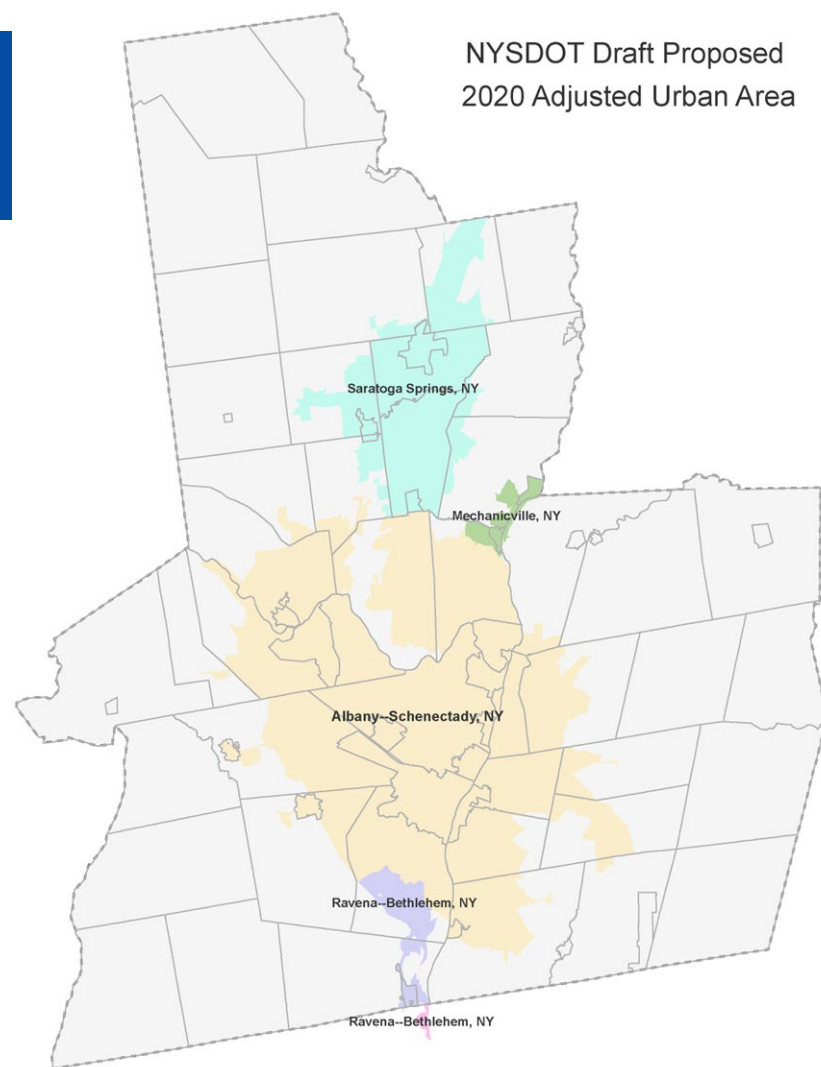 NYSDOT Draft Proposed
2020 Adjusted Urban Area
Saratoga Springs, NY
Mechanicville, NY
Albany--Schenectady, NY
Ravena--Bethlehem, NY
Ravena--Bethlehem, NY